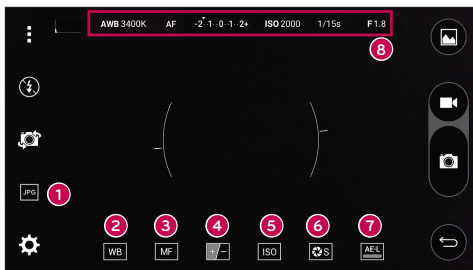 AWB 3400K AF -2·1··0··1·2+ ISO 2000 1/15s F 1.8
8
JPG 1
2 3 4 5 6 7
WB MF +/- ISO S AE-L